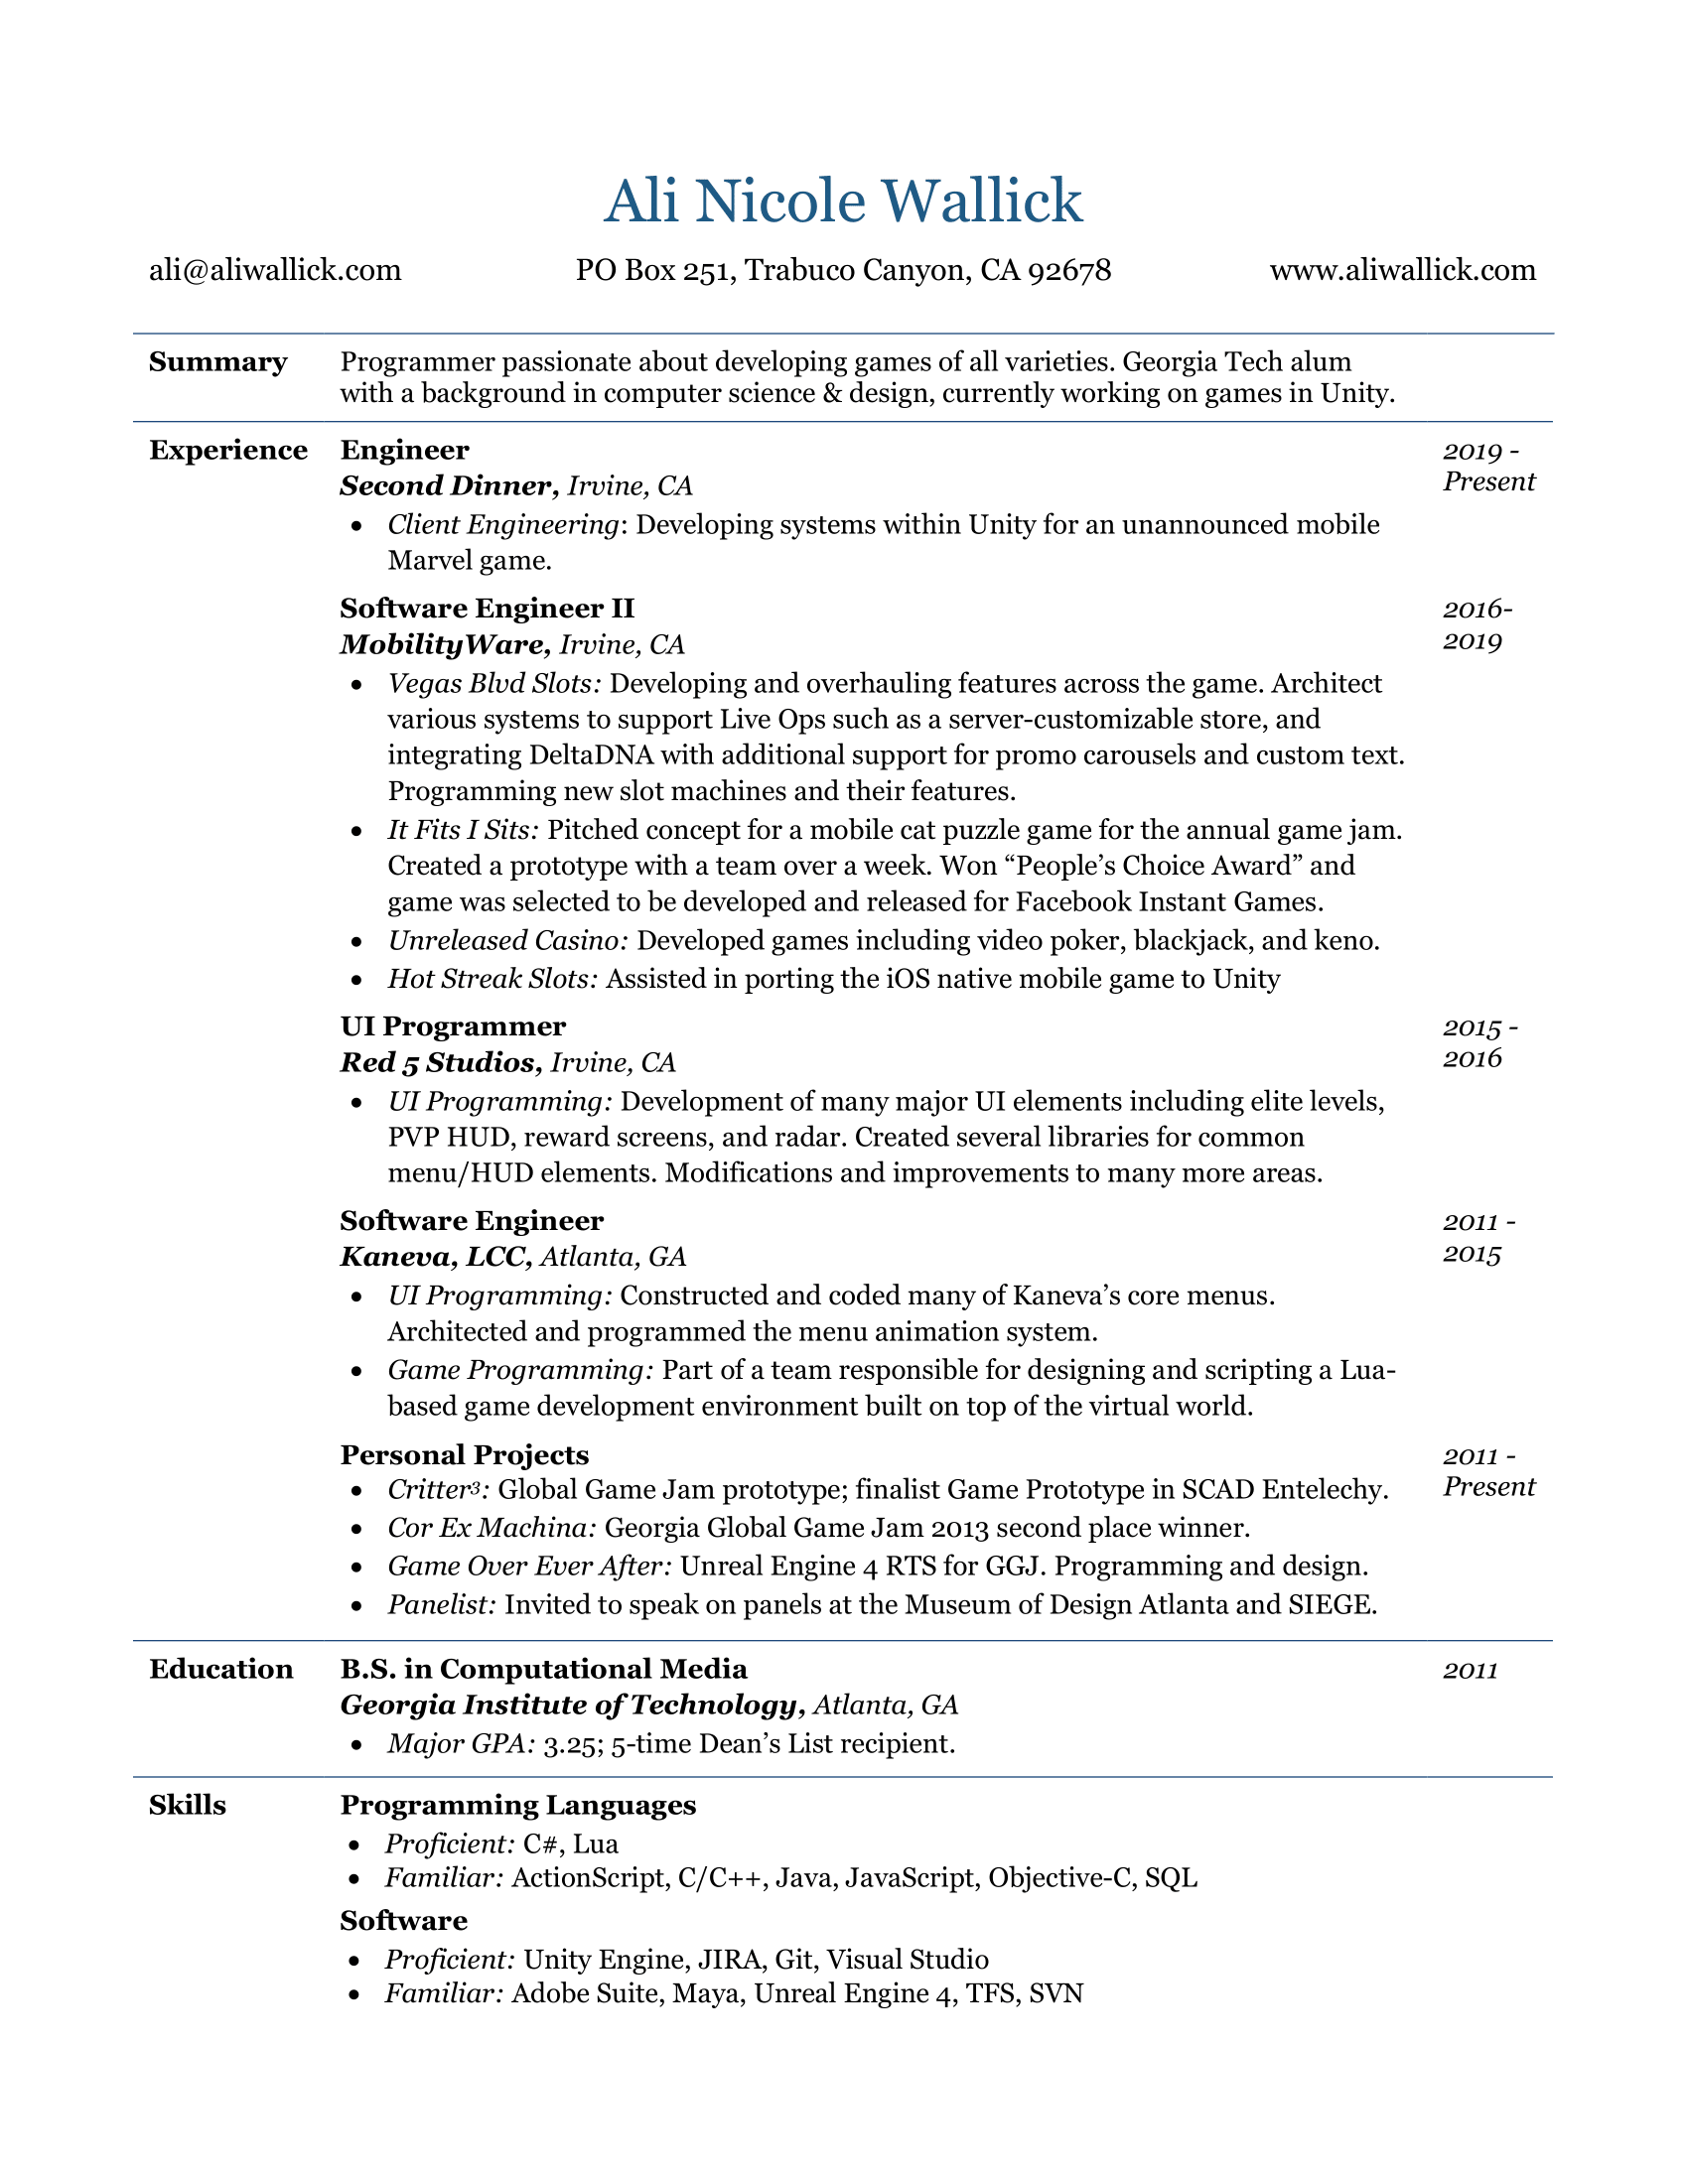 Ali Nicole Wallick
ali@aliwallick.com PO Box 251, Trabuco Canyon, CA 92678 www.aliwallick.com
Summary Programmer passionate about developing games of all varieties. Georgia Tech alum
with a background in computer science & design, currently working on games in Unity.
Experience Engineer 2019 -
Second Dinner, Irvine, CA Present
• Client Engineering: Developing systems within Unity for an unannounced mobile
Marvel game.
Software Engineer II 2016-
MobilityWare, Irvine, CA 2019
• Vegas Blvd Slots: Developing and overhauling features across the game. Architect
various systems to support Live Ops such as a server-customizable store, and
integrating DeltaDNA with additional support for promo carousels and custom text.
Programming new slot machines and their features.
• It Fits I Sits: Pitched concept for a mobile cat puzzle game for the annual game jam.
Created a prototype with a team over a week. Won “People’s Choice Award” and
game was selected to be developed and released for Facebook Instant Games.
• Unreleased Casino: Developed games including video poker, blackjack, and keno.
• Hot Streak Slots: Assisted in porting the iOS native mobile game to Unity
UI Programmer 2015 -
Red 5 Studios, Irvine, CA 2016
• UI Programming: Development of many major UI elements including elite levels,
PVP HUD, reward screens, and radar. Created several libraries for common
menu/HUD elements. Modifications and improvements to many more areas.
Software Engineer 2011 -
Kaneva, LCC, Atlanta, GA 2015
• UI Programming: Constructed and coded many of Kaneva’s core menus.
Architected and programmed the menu animation system.
• Game Programming: Part of a team responsible for designing and scripting a Lua-
based game development environment built on top of the virtual world.
Personal Projects 2011 -
• Critter³: Global Game Jam prototype; finalist Game Prototype in SCAD Entelechy. Present
• Cor Ex Machina: Georgia Global Game Jam 2013 second place winner.
• Game Over Ever After: Unreal Engine 4 RTS for GGJ. Programming and design.
• Panelist: Invited to speak on panels at the Museum of Design Atlanta and SIEGE.
Education B.S. in Computational Media 2011
Georgia Institute of Technology, Atlanta, GA
• Major GPA: 3.25; 5-time Dean’s List recipient.
Skills Programming Languages
• Proficient: C#, Lua
• Familiar: ActionScript, C/C++, Java, JavaScript, Objective-C, SQL
Software
• Proficient: Unity Engine, JIRA, Git, Visual Studio
• Familiar: Adobe Suite, Maya, Unreal Engine 4, TFS, SVN